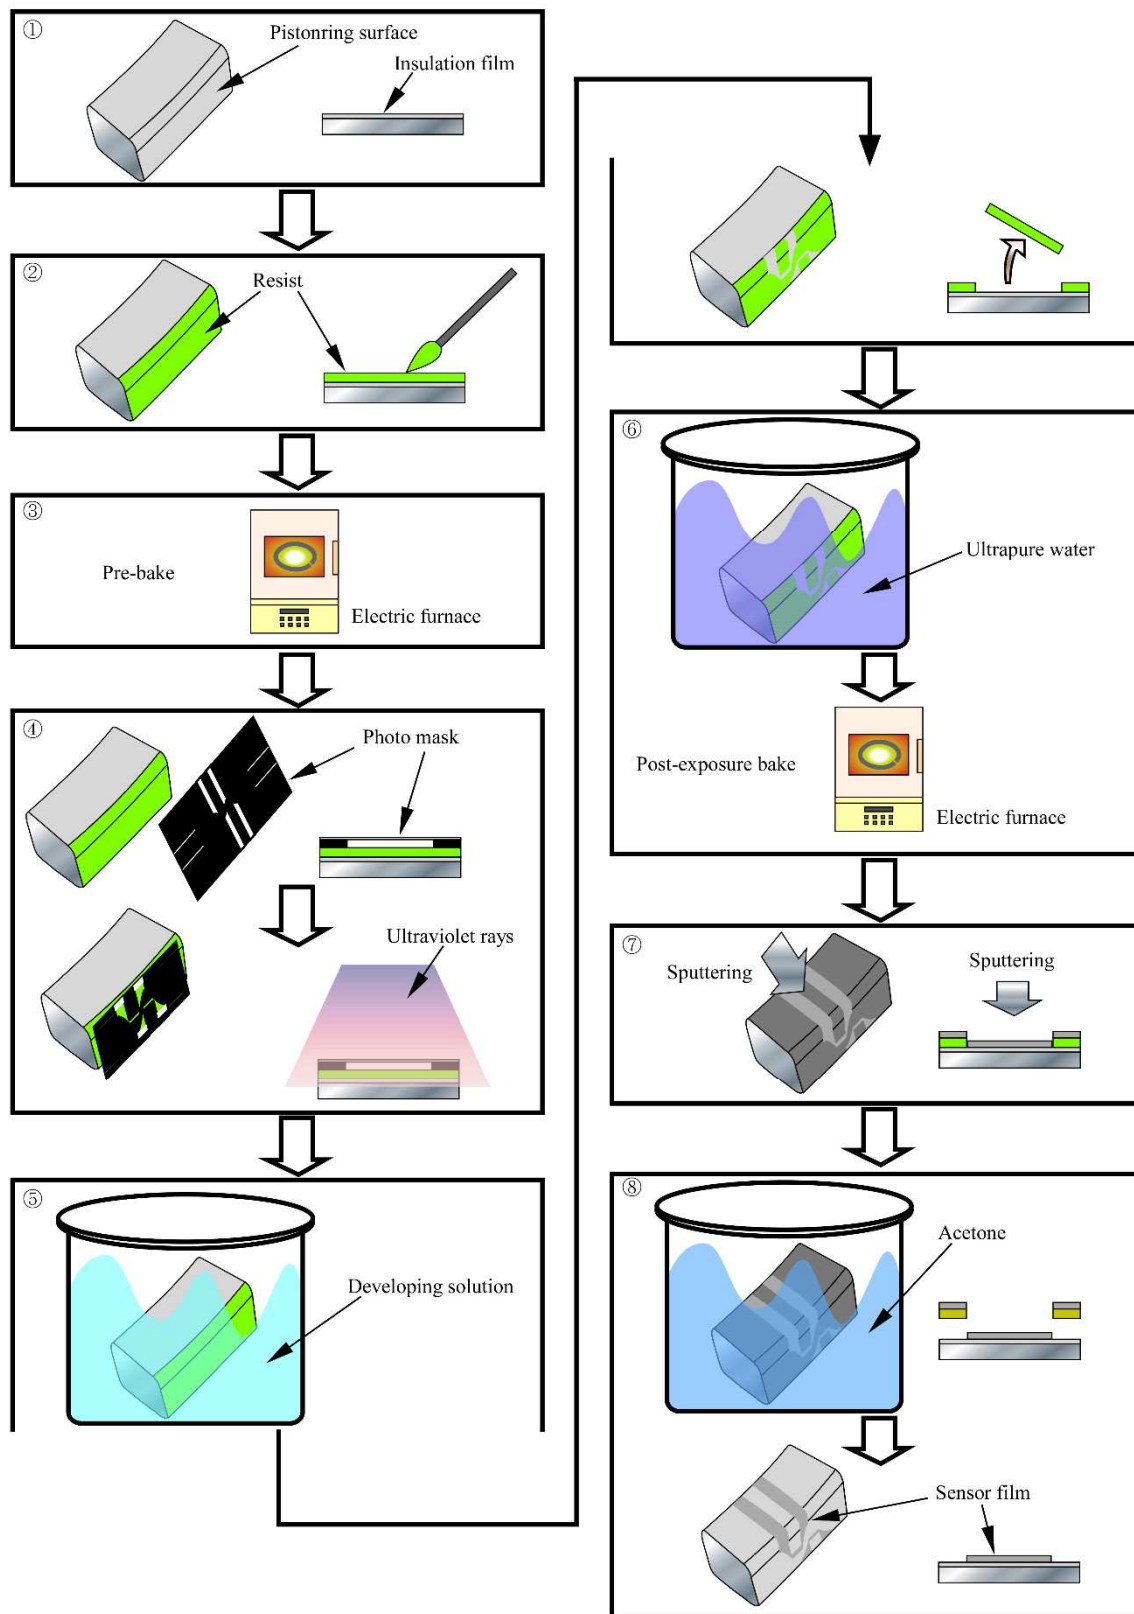 ①
Pistonring surface
Insulation film
②
Resist
③
Pre-bake
Electric furnace
④
Photo mask
Ultraviolet rays
⑤
Developing solution
⑥
Ultrapure water
Post-exposure bake
Electric furnace
⑦
Sputtering
Sputtering
⑧
Acetone
Sensor film